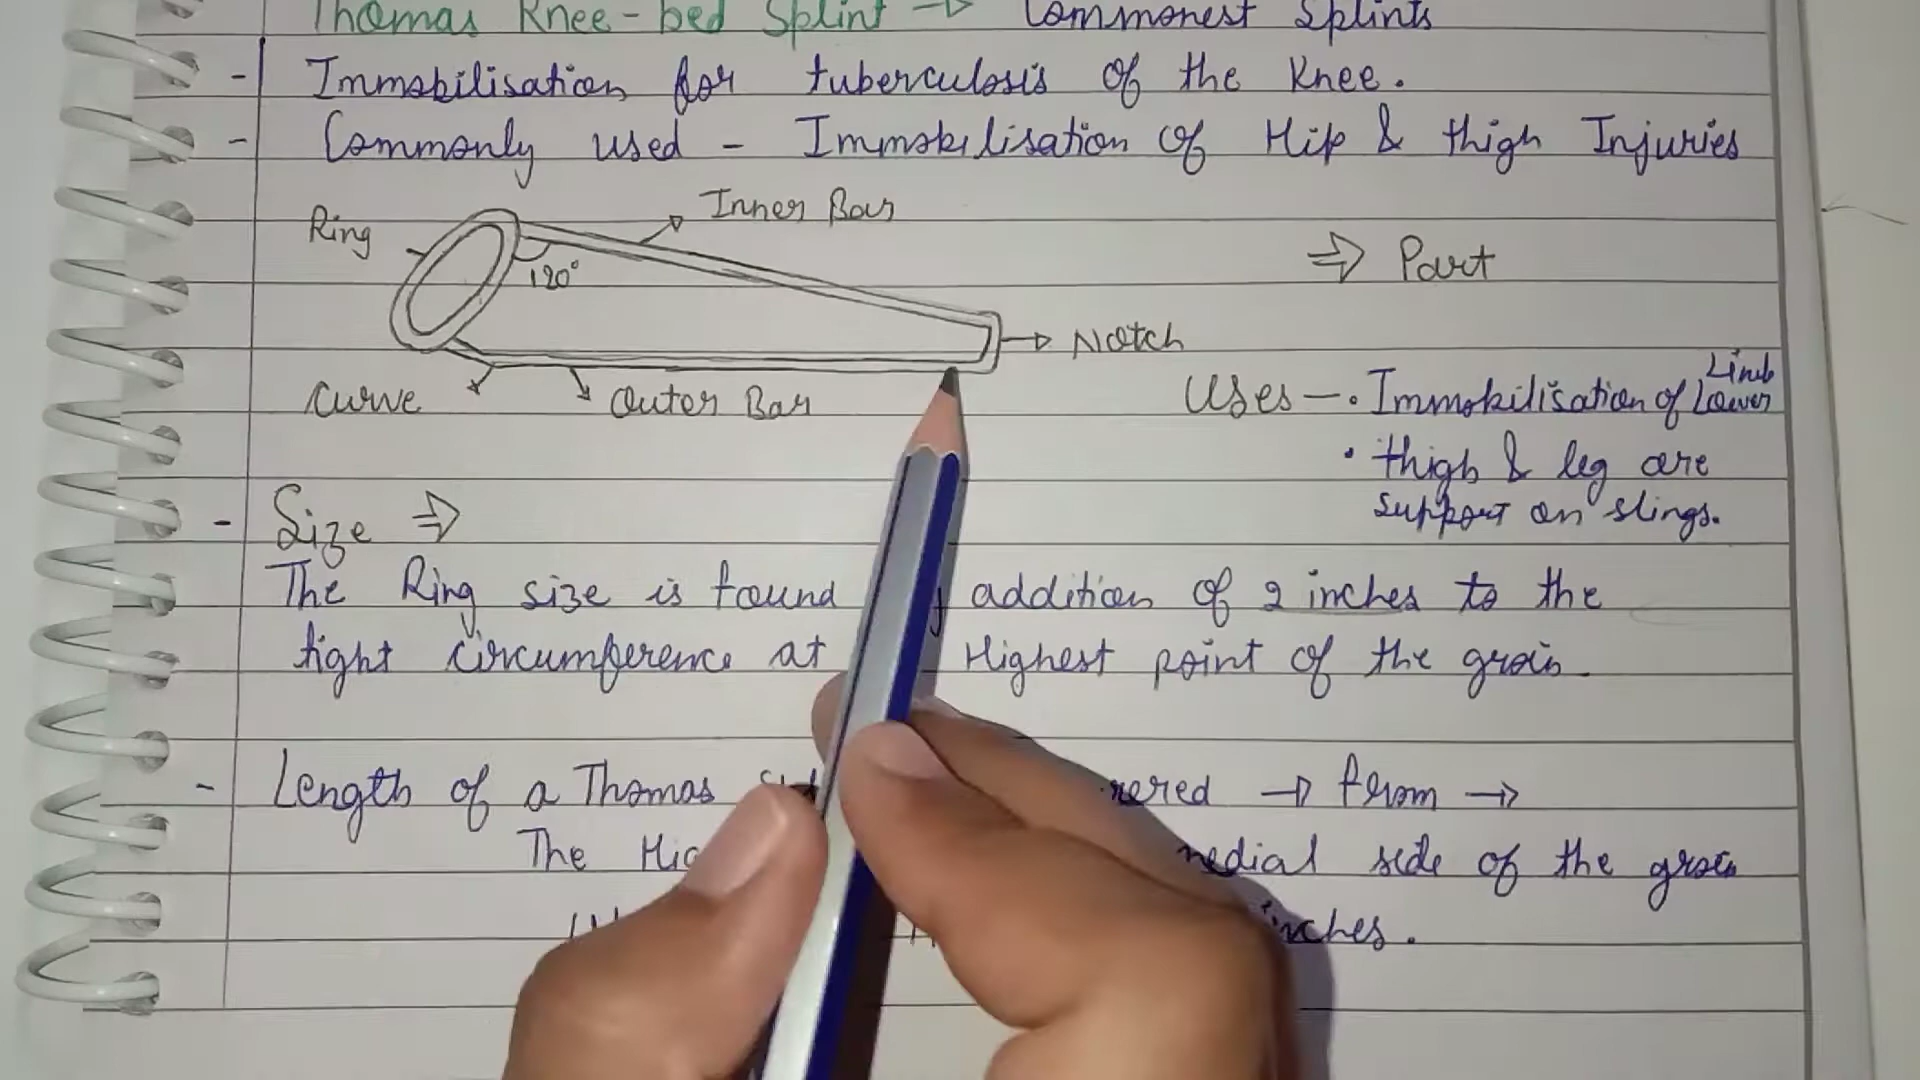 Thomas Knee-bed Splint → Commonest Splints
- Immobilisation for tuberculosis of the Knee.
- Commonly used - Immobilisation of Hip & thigh Injuries
Inner Bar
Ring
120°
⇒ Part
→ Notch
Curve
Outer Bar
Uses - . Immobilisation of Lower Limb
. thigh & leg are
support on slings.
- Size ⇒
The Ring size is found addition of 2 inches to the
tight circumference at Highest point of the groin
- Length of a Thomas → from →
The medial side of the groin
inches.